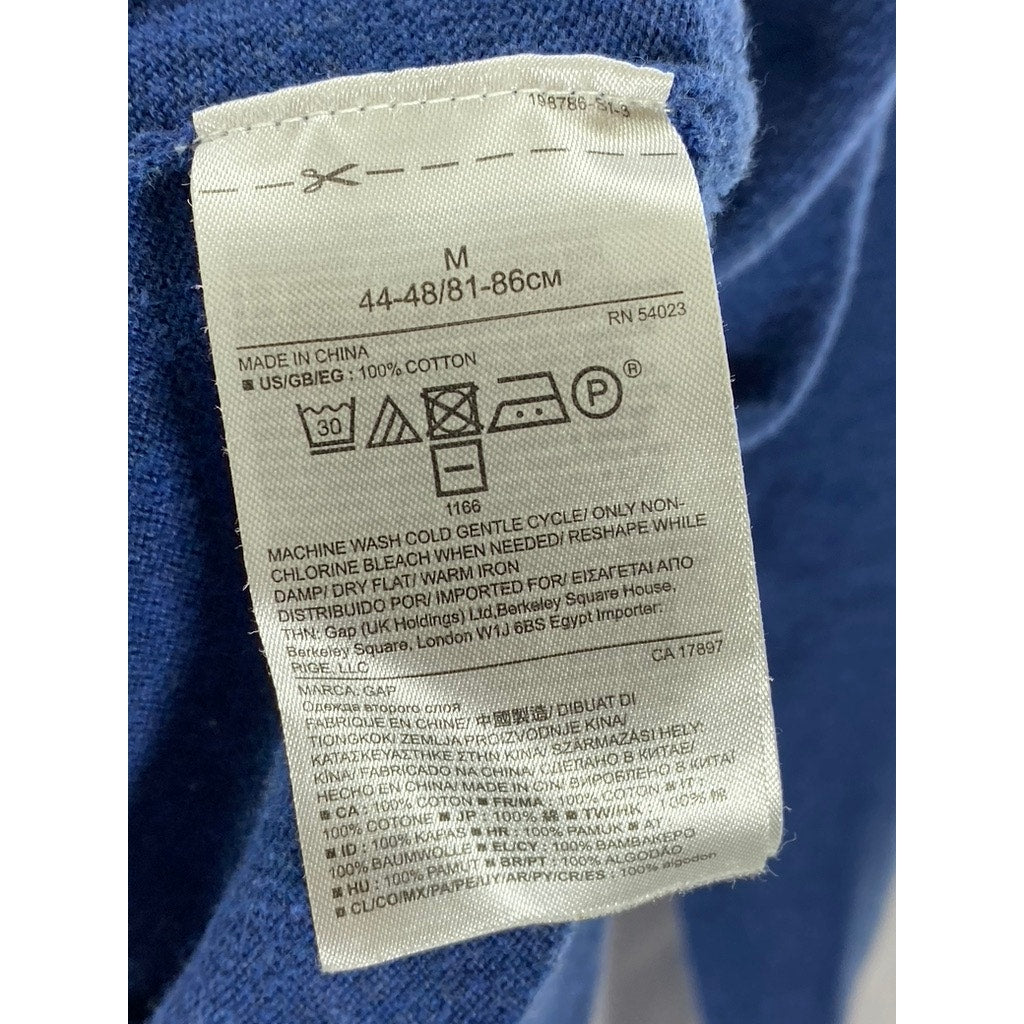 198786-S1-3
M
44-48/81-86CM
RN 54023
MADE IN CHINA
US/GB/EG : 100% COTTON
30
P®
1166
MACHINE WASH COLD GENTLE CYCLE/ ONLY NON-
CHLORINE BLEACH WHEN NEEDED/ RESHAPE WHILE
DAMP/ DRY FLAT/ WARM IRON
DISTRIBUIDO POR/ IMPORTED FOR/ ΕΙΣΑΓΕΤΑΙ ΑΠΟ
THN: Gap (UK Holdings) Ltd,Berkeley Square House,
Berkeley Square, London W1J 6BS Egypt Importer:
RIGE, LLC
CA 17897
MARCA: GAP
Одежда второго слоя
FABRIQUE EN CHINE/ 中國製造/ DIBUAT DI
TIONGKOK/ ZEMLJA PROIZVODNJE KINA/
ΚΑΤΑΣΚΕΥΑΣΤΗΚΕ ΣΤΗΝ ΚΙΝΑ/ SZÁRMAZÁSI HELY:
KÍNA/ FABRICADO NA CHINA/ СДЕЛАНО В КИТАЕ/
HECHO EN CHINA/ MADE IN ÇIN/ ВИРОБЛЕНО В КИТАЇ
CA : 100% COTON FR/MA : 100% COTON IT :
100% COTONE JP : 100% 綿 TW/HK : 100% 棉
ID : 100% KAPAS HR : 100% PAMUK AT :
100% BAUMWOLLE EL/CY : 100% ΒΑΜΒΑΚΕΡΟ
HU : 100% PAMUT BR/PT : 100% ALGODÃO
CL/CO/MX/PA/PE/UY/AR/PY/CR/ES : 100% algodon